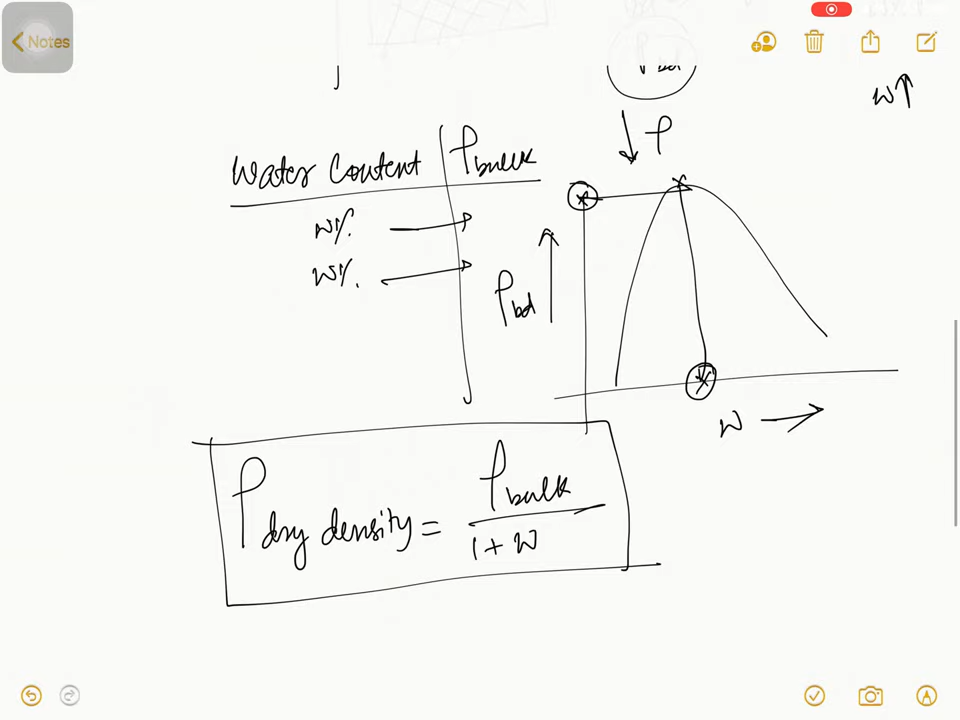 Notes
w↑
↓ρ
Water Content | ρbulk
w% →
w% →
ρbd ↑
w →
ρdry density = ρbulk / 1 + w